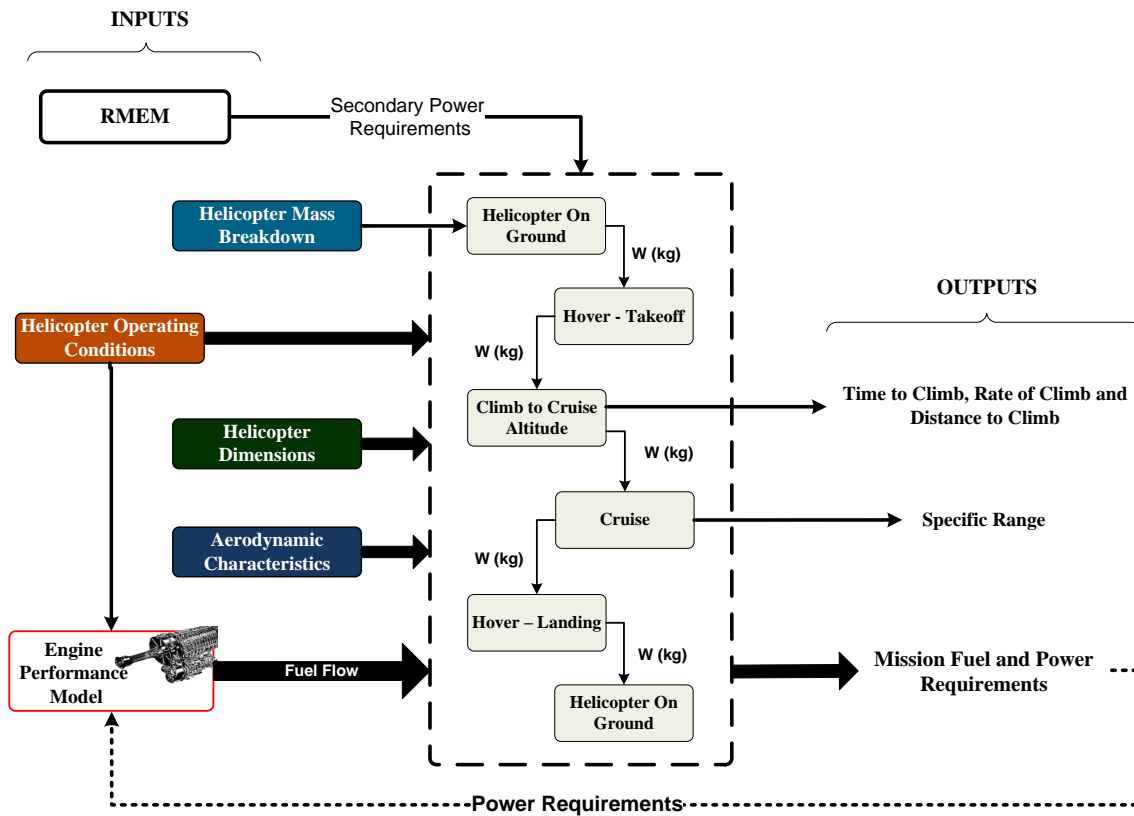 INPUTS
RMEM
Secondary Power
Requirements
Helicopter Mass
Breakdown
Helicopter On
Ground
W (kg)
Hover - Takeoff
W (kg)
OUTPUTS
Helicopter Operating
Conditions
Climb to Cruise
Altitude
Time to Climb, Rate of Climb and
Distance to Climb
Helicopter
Dimensions
W (kg)
Cruise
Specific Range
Aerodynamic
Characteristics
W (kg)
Hover – Landing
W (kg)
Engine
Performance
Model
Fuel Flow
Helicopter On
Ground
Mission Fuel and Power
Requirements
Power Requirements